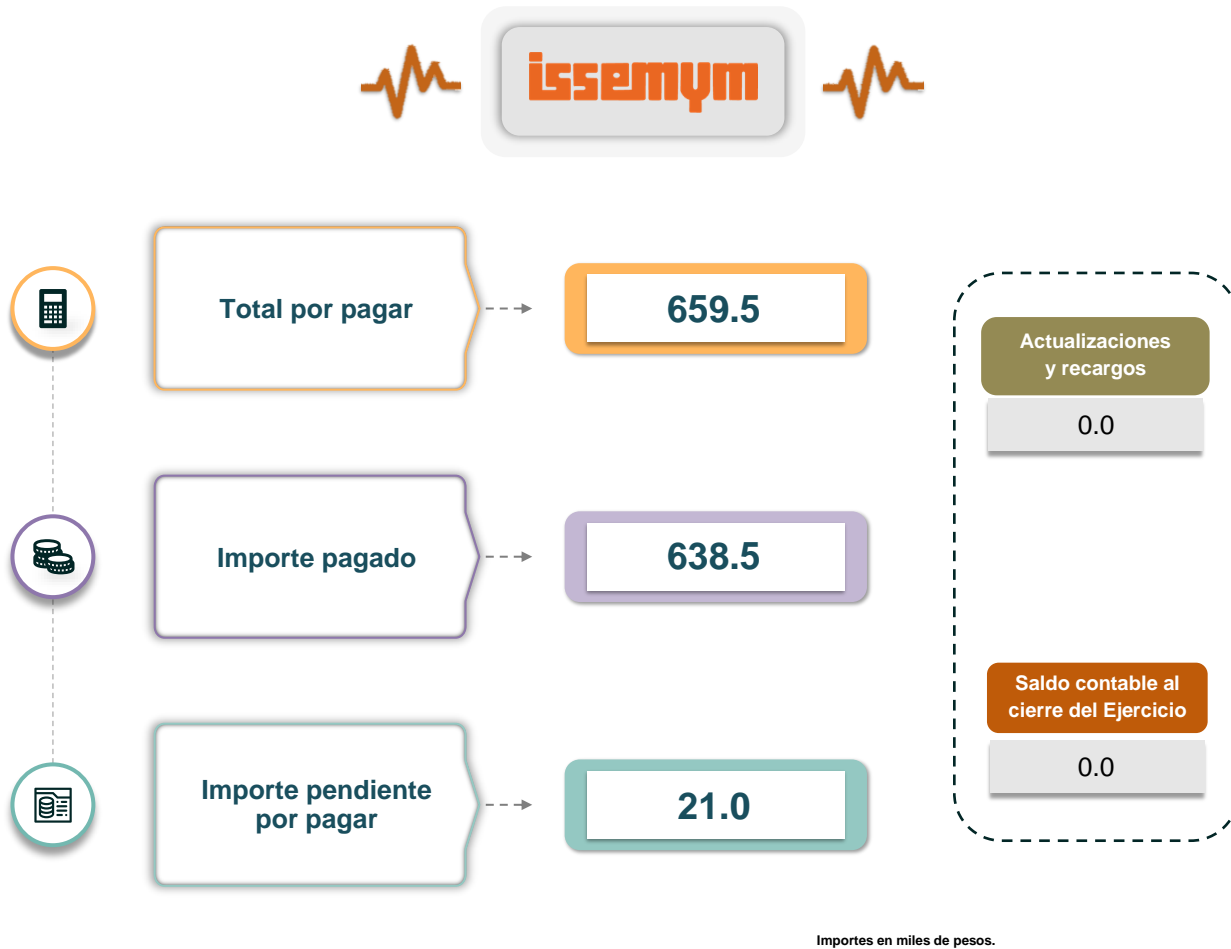 issemym
Total por pagar
659.5
Importe pagado
638.5
Importe pendiente
por pagar
21.0
Actualizaciones
y recargos
0.0
Saldo contable al
cierre del Ejercicio
0.0
Importes en miles de pesos.